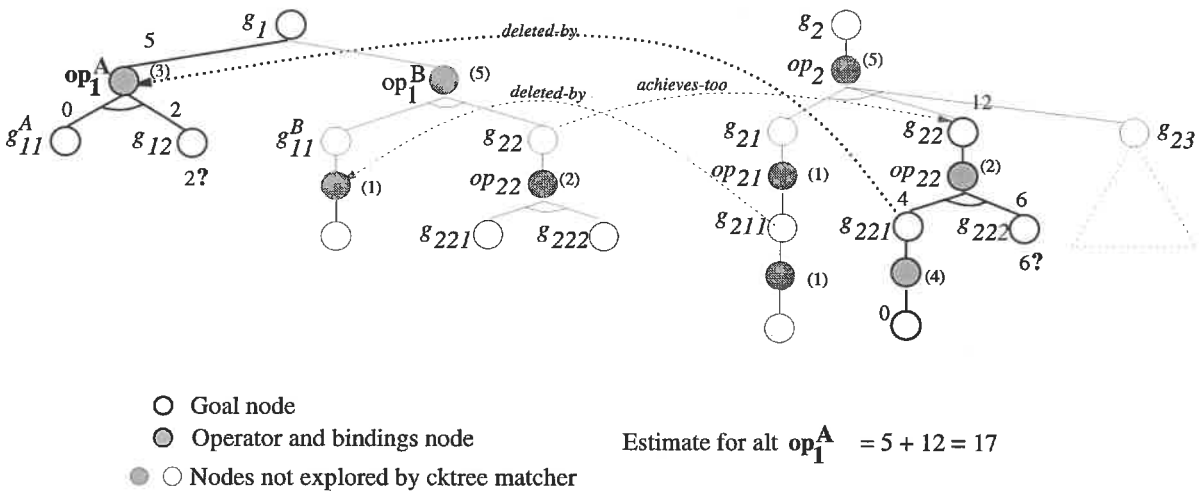 g1 deleted-by g2
5 op1A (3) op1B (5) op2 (5)
0 2 deleted-by achieves-too 12
g11A g12 g11B g22 g21 g22 g23
2? (1) op22 (2) op21 (1) op22 (2)
4 6
g221 g222 g211 g221 g222
6?
(1) (4)
0
Goal node
Operator and bindings node
Estimate for alt op1A = 5 + 12 = 17
Nodes not explored by cktree matcher